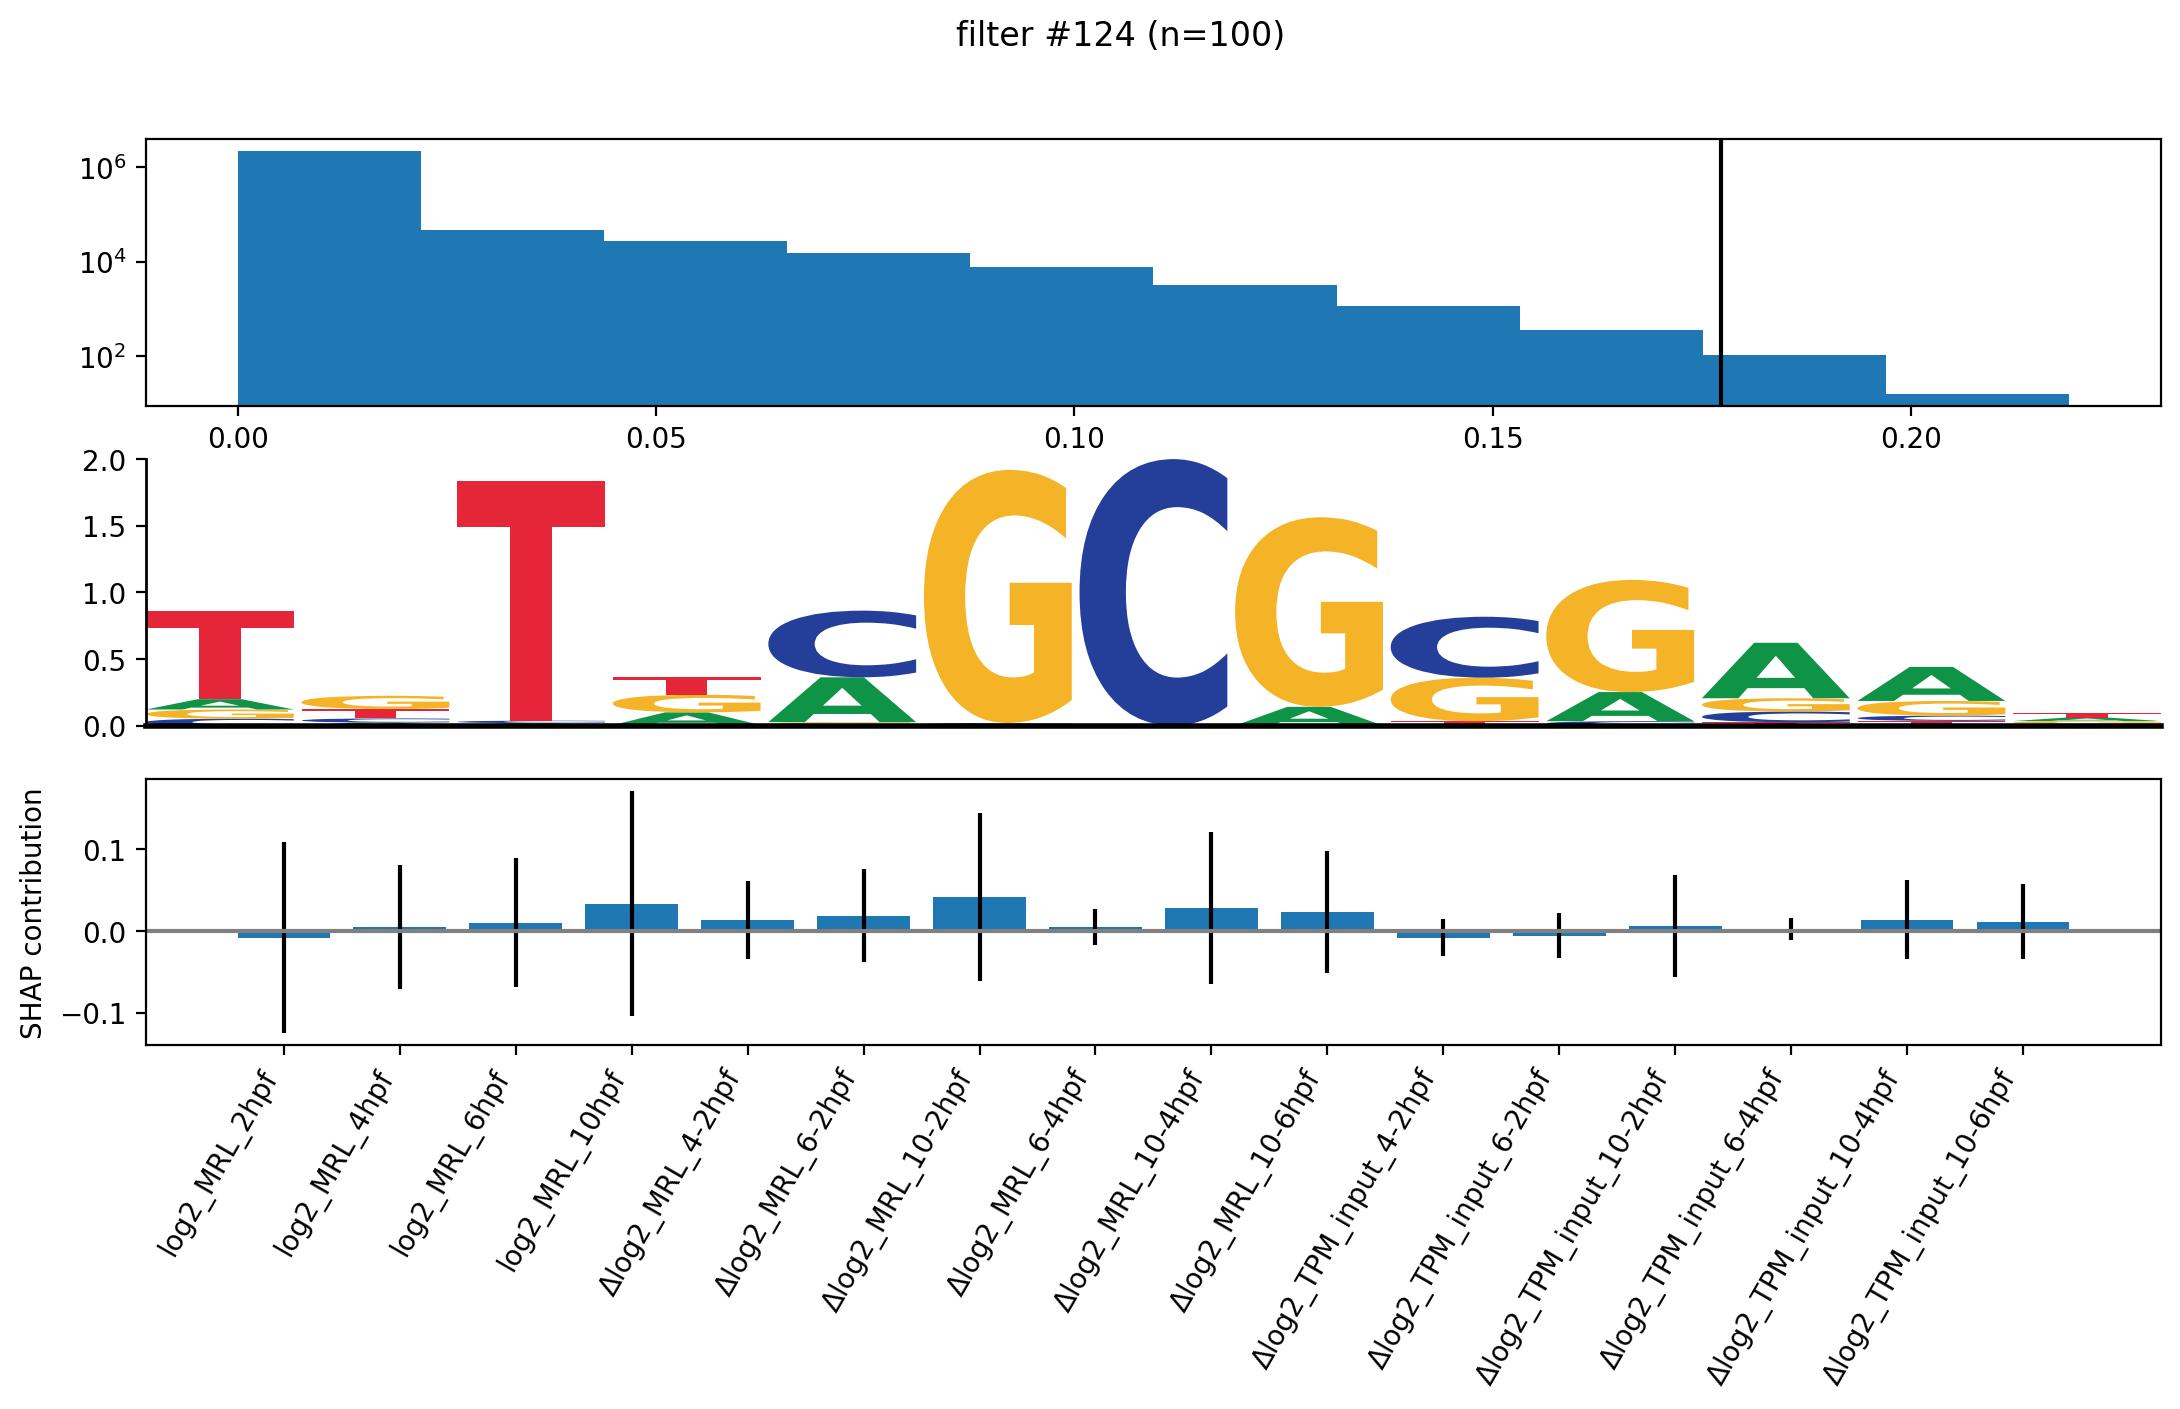 filter #124 (n=100)
10^6
10^4
10^2
0.00 0.05 0.10 0.15 0.20
2.0
1.5
1.0
0.5
0.0
T A G C G T C T C T G A C A G C G A C G T G A C A G C T A G C T T A G
SHAP contribution
0.1
0.0
−0.1
log2_MRL_2hpf
log2_MRL_4hpf
log2_MRL_6hpf
log2_MRL_10hpf
Δlog2_MRL_4-2hpf
Δlog2_MRL_6-2hpf
Δlog2_MRL_10-2hpf
Δlog2_MRL_6-4hpf
Δlog2_MRL_10-4hpf
Δlog2_MRL_10-6hpf
Δlog2_TPM_input_4-2hpf
Δlog2_TPM_input_6-2hpf
Δlog2_TPM_input_10-2hpf
Δlog2_TPM_input_6-4hpf
Δlog2_TPM_input_10-4hpf
Δlog2_TPM_input_10-6hpf